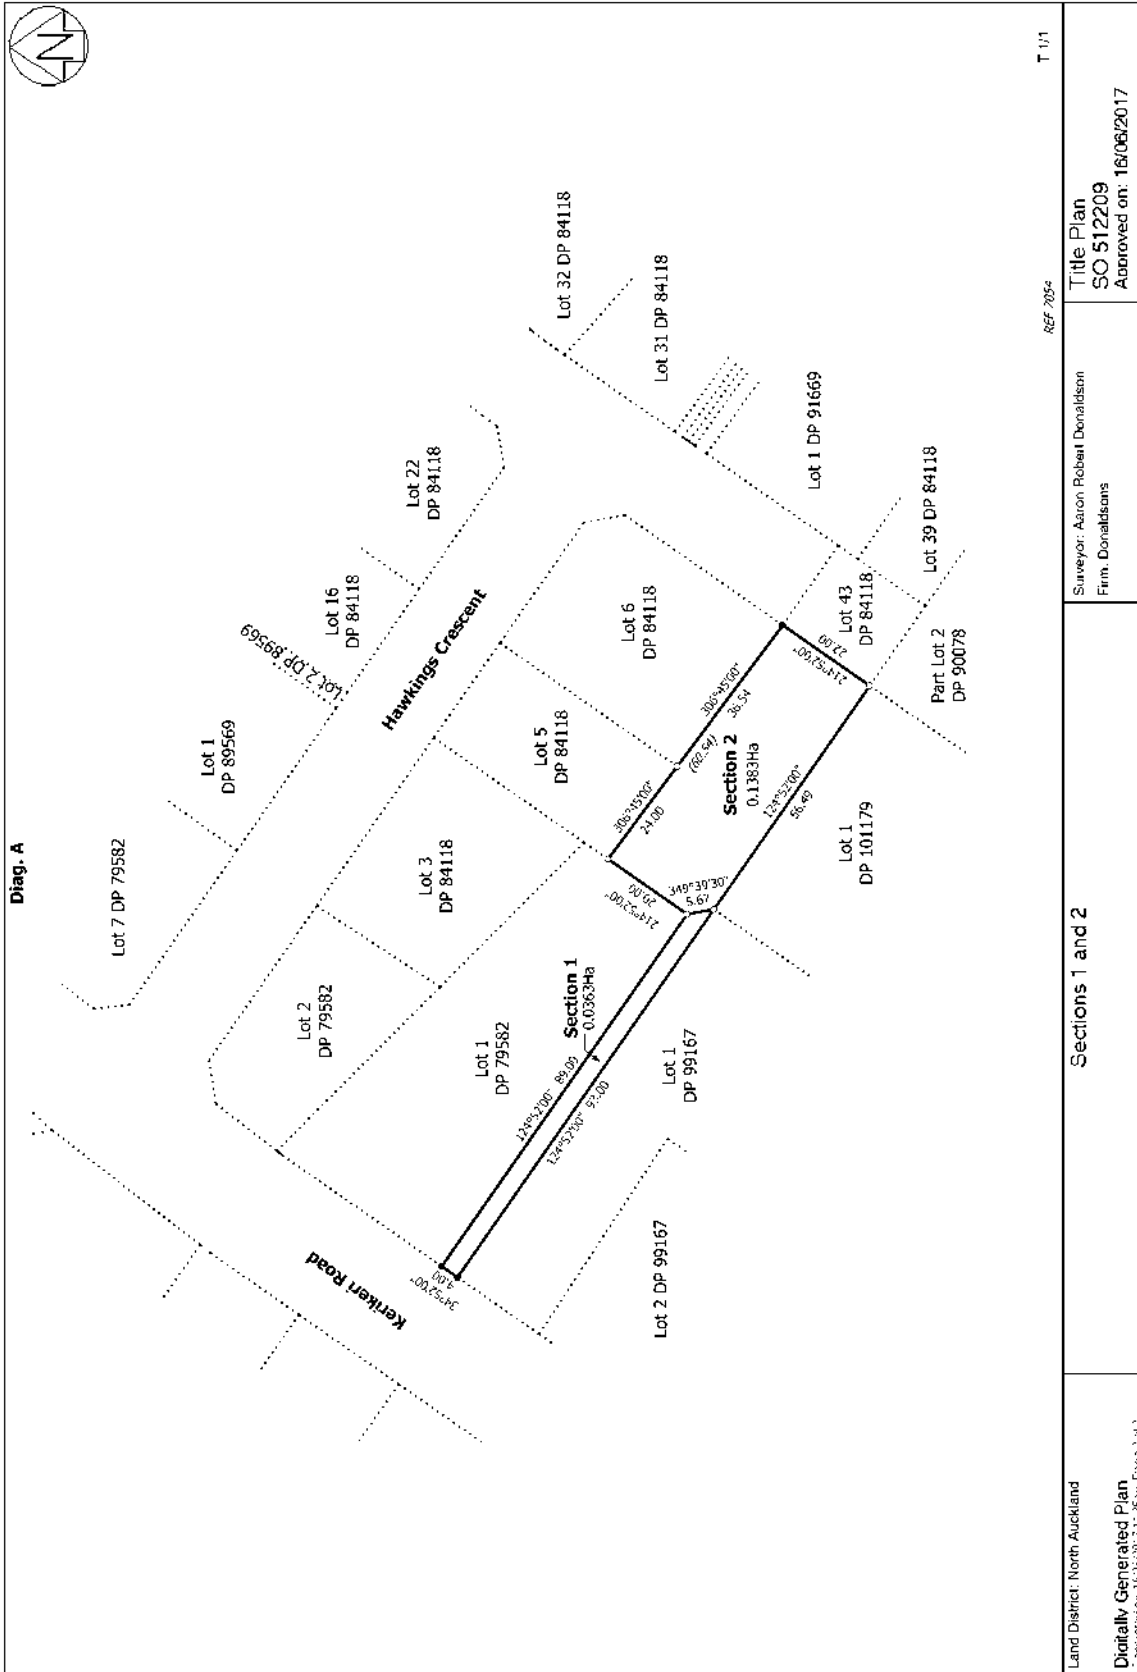 Diag. A
N
Lot 7 DP 79582
Lot 1
DP 89569
Lot 2 DP 89569
Lot 16
DP 84118
Lot 22
DP 84118
Lot 32 DP 84118
Lot 31 DP 84118
Lot 1 DP 91669
Lot 39 DP 84118
Hawkings Crescent
Kerikeri Road
Lot 2
DP 79582
Lot 3
DP 84118
Lot 5
DP 84118
Lot 6
DP 84118
Lot 43
DP 84118
Part Lot 2
DP 90078
Lot 1
DP 79582
Section 1
0.0363Ha
124°52'00" 89.00
124°52'00" 93.00
34°52'00"
4.00
214°52'00"
20.00
349°39'30"
5.67
306°45'00"
24.00
(60.54)
306°45'00"
36.54
Section 2
0.1383Ha
124°52'00"
56.49
214°52'00"
22.00
Lot 1
DP 101179
Lot 1
DP 99167
Lot 2 DP 99167
REF 7054
T 1/1
Land District: North Auckland
Digitally Generated Plan
Sections 1 and 2
Surveyor: Aaron Robert Donaldson
Firm: Donaldsons
Title Plan
SO 512209
Approved on: 16/06/2017